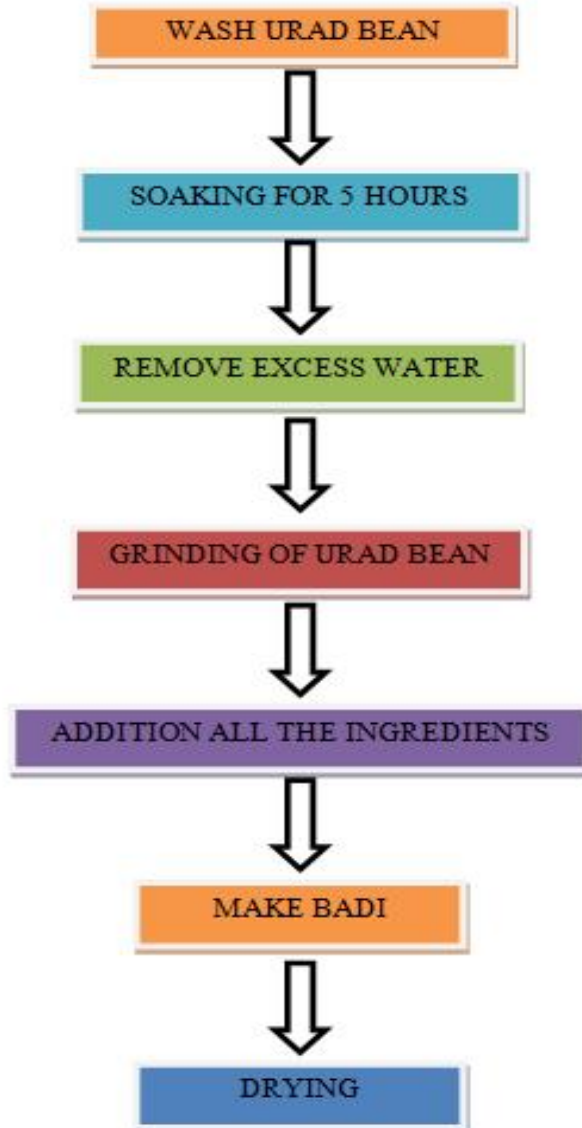 WASH URAD BEAN
SOAKING FOR 5 HOURS
REMOVE EXCESS WATER
GRINDING OF URAD BEAN
ADDITION ALL THE INGREDIENTS
MAKE BADI
DRYING